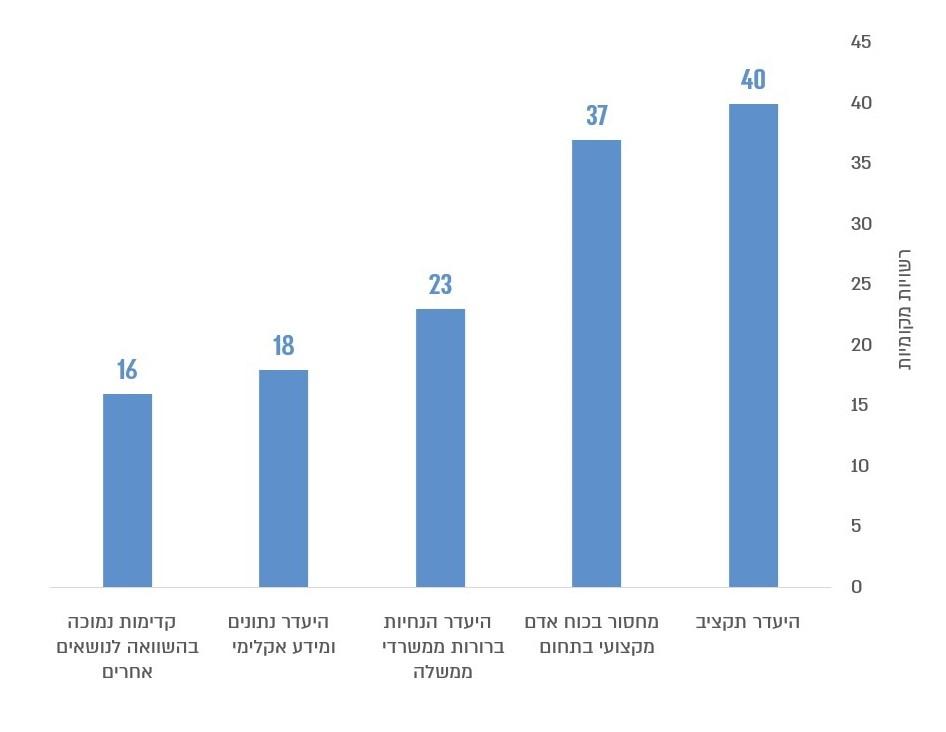 45
40
35
30
25
20
15
10
5
0
רשויות מקומיות
40
37
23
18
16
היעדר תקציב
מחסור בכוח אדם
מקצועי בתחום
היעדר הנחיות
ברורות ממשרדי
ממשלה
היעדר נתונים
ומידע אקלימי
קדימות נמוכה
בהשוואה לנושאים
אחרים